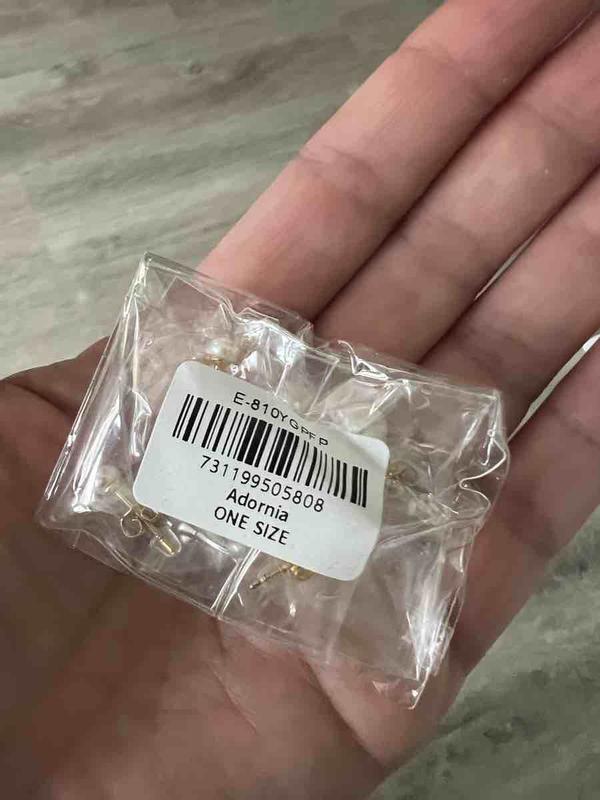 E-810YGPFP
731199505808
Adornia
ONE SIZE